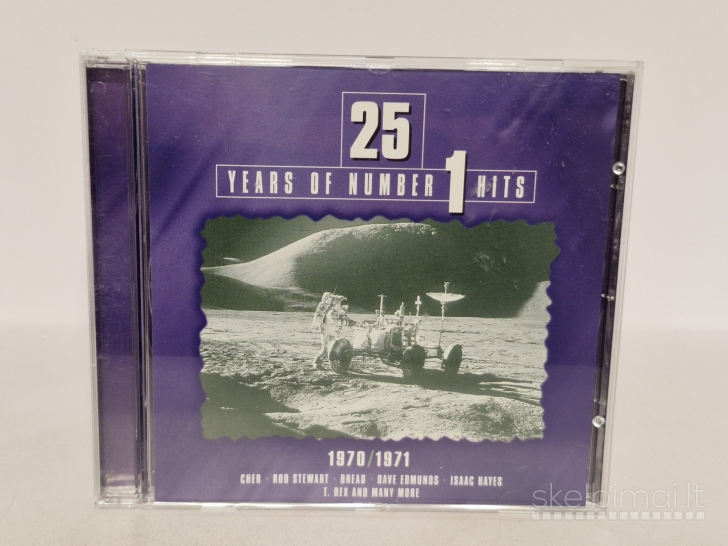 25
YEARS OF NUMBER 1 HITS
1970/1971
CHER · ROD STEWART · BREAD · DAVE EDMUNDS · ISAAC HAYES
T. REX AND MANY MORE
skelpimai.lt